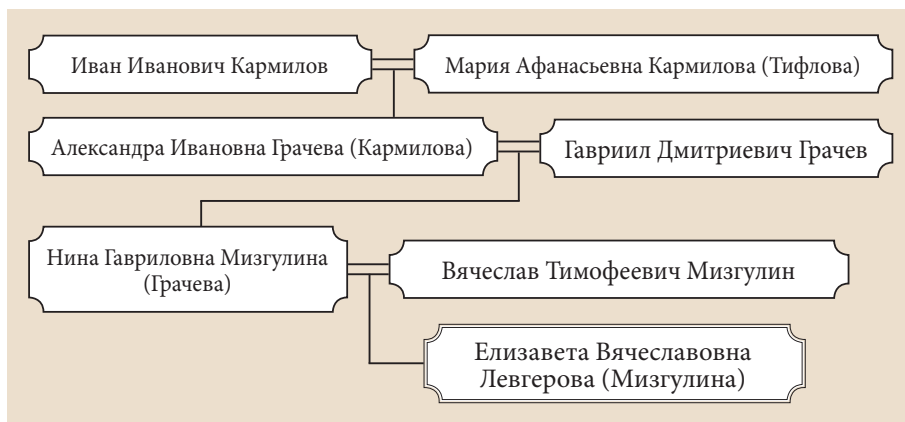 Иван Иванович Кармилов
Мария Афанасьевна Кармилова (Тифлова)
Александра Ивановна Грачева (Кармилова)
Гавриил Дмитриевич Грачев
Нина Гавриловна Мизгулина
(Грачева)
Вячеслав Тимофеевич Мизгулин
Елизавета Вячеславовна
Левгерова (Мизгулина)